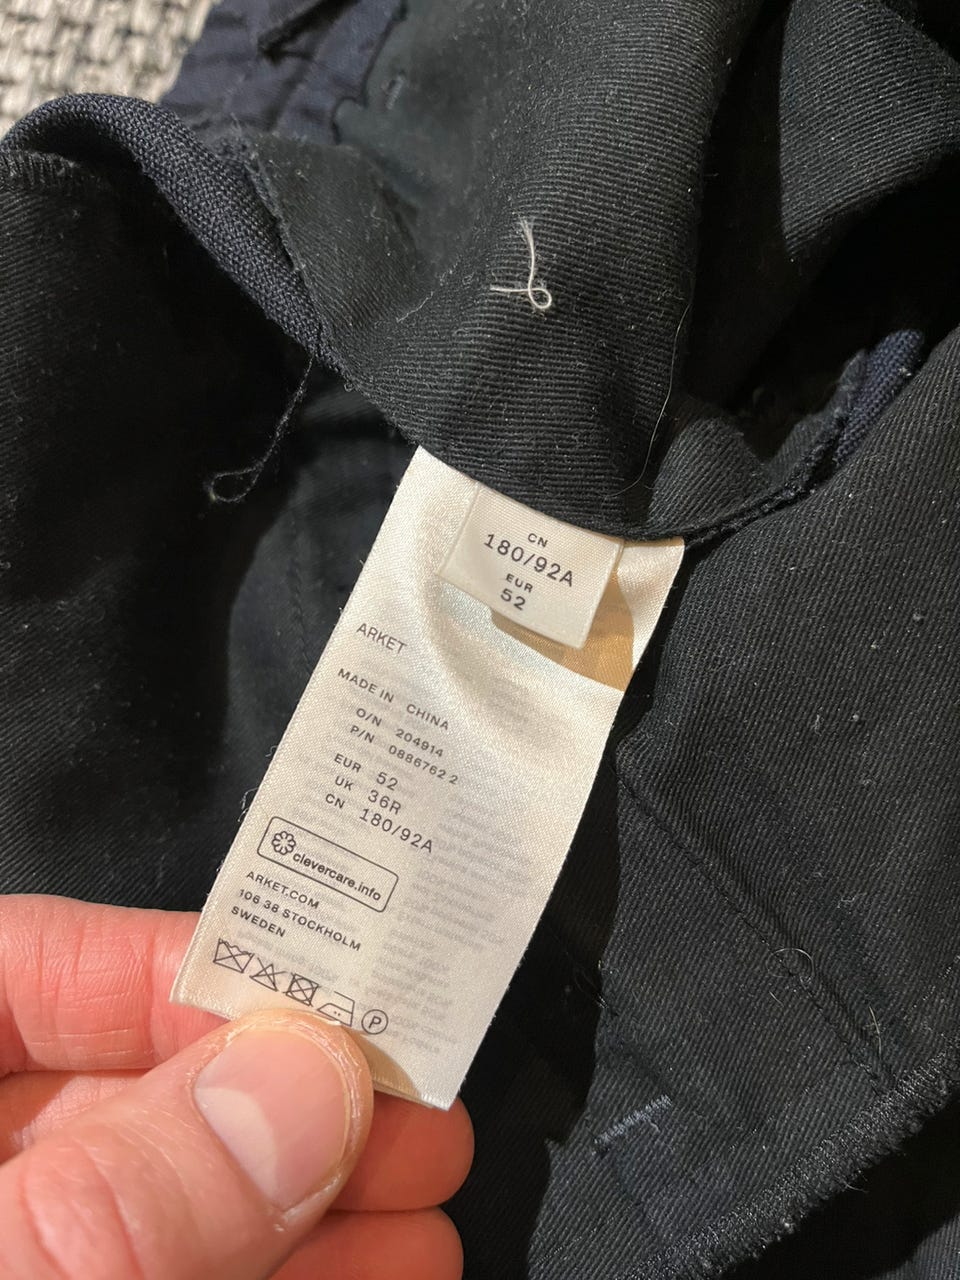 CN
180/92A
EUR
52
ARKET
MADE IN CHINA
O/N 204914
P/N 0886762 2
EUR 52
UK 36R
CN 180/92A
clevercare.info
ARKET.COM
106 38 STOCKHOLM
SWEDEN
P